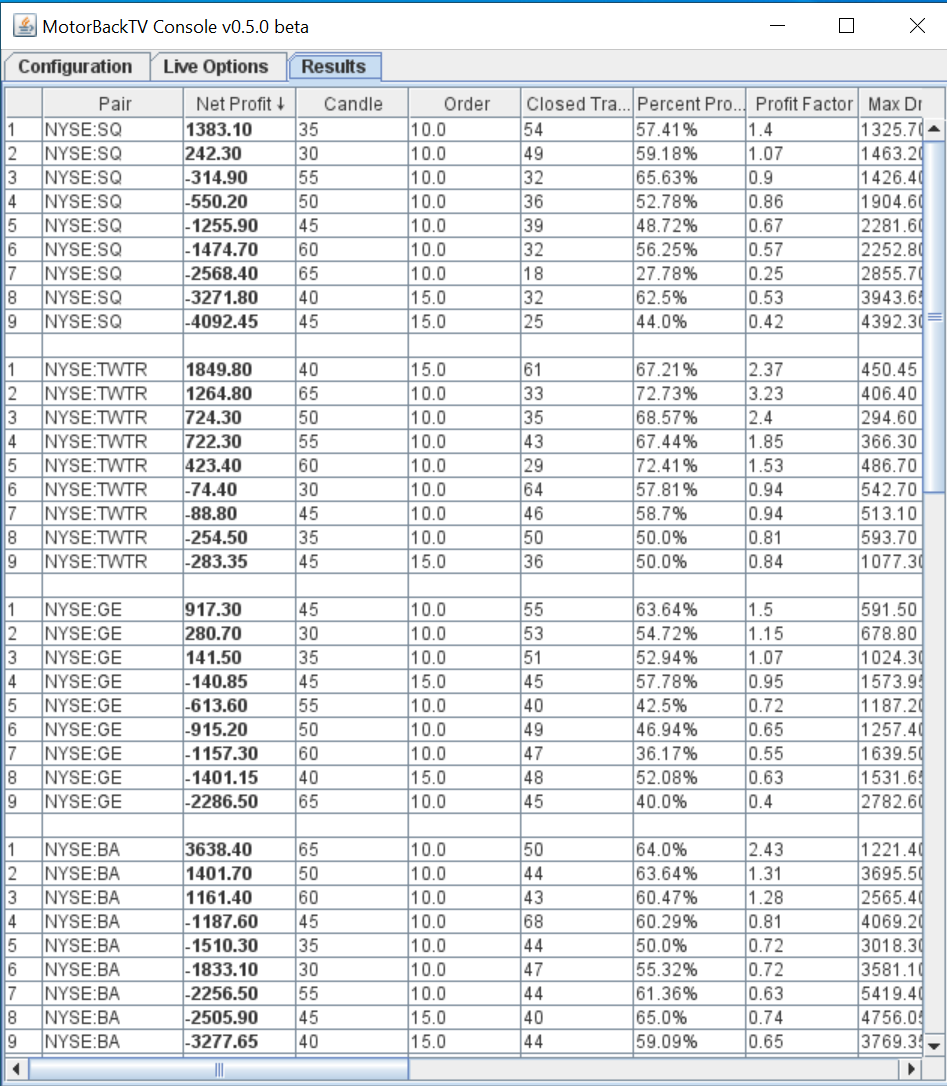 MotorBackTV Console v0.5.0 beta
Configuration Live Options Results
Pair Net Profit ↓ Candle Order Closed Tra... Percent Pro... Profit Factor Max Dr
1 NYSE:SQ 1383.10 35 10.0 54 57.41% 1.4 1325.70
2 NYSE:SQ 242.30 30 10.0 49 59.18% 1.07 1463.20
3 NYSE:SQ -314.90 55 10.0 32 65.63% 0.9 1426.40
4 NYSE:SQ -550.20 50 10.0 36 52.78% 0.86 1904.60
5 NYSE:SQ -1255.90 45 10.0 39 48.72% 0.67 2281.60
6 NYSE:SQ -1474.70 60 10.0 32 56.25% 0.57 2252.80
7 NYSE:SQ -2568.40 65 10.0 18 27.78% 0.25 2855.70
8 NYSE:SQ -3271.80 40 15.0 32 62.5% 0.53 3943.65
9 NYSE:SQ -4092.45 45 15.0 25 44.0% 0.42 4392.30
1 NYSE:TWTR 1849.80 40 15.0 61 67.21% 2.37 450.45
2 NYSE:TWTR 1264.80 65 10.0 33 72.73% 3.23 406.40
3 NYSE:TWTR 724.30 50 10.0 35 68.57% 2.4 294.60
4 NYSE:TWTR 722.30 55 10.0 43 67.44% 1.85 366.30
5 NYSE:TWTR 423.40 60 10.0 29 72.41% 1.53 486.70
6 NYSE:TWTR -74.40 30 10.0 64 57.81% 0.94 542.70
7 NYSE:TWTR -88.80 45 10.0 46 58.7% 0.94 513.10
8 NYSE:TWTR -254.50 35 10.0 50 50.0% 0.81 593.70
9 NYSE:TWTR -283.35 45 15.0 36 50.0% 0.84 1077.30
1 NYSE:GE 917.30 45 10.0 55 63.64% 1.5 591.50
2 NYSE:GE 280.70 30 10.0 53 54.72% 1.15 678.80
3 NYSE:GE 141.50 35 10.0 51 52.94% 1.07 1024.30
4 NYSE:GE -140.85 45 15.0 45 57.78% 0.95 1573.95
5 NYSE:GE -613.60 55 10.0 40 42.5% 0.72 1187.20
6 NYSE:GE -915.20 50 10.0 49 46.94% 0.65 1257.40
7 NYSE:GE -1157.30 60 10.0 47 36.17% 0.55 1639.50
8 NYSE:GE -1401.15 40 15.0 48 52.08% 0.63 1531.65
9 NYSE:GE -2286.50 65 10.0 45 40.0% 0.4 2782.60
1 NYSE:BA 3638.40 65 10.0 50 64.0% 2.43 1221.40
2 NYSE:BA 1401.70 50 10.0 44 63.64% 1.31 3695.50
3 NYSE:BA 1161.40 60 10.0 43 60.47% 1.28 2565.40
4 NYSE:BA -1187.60 45 10.0 68 60.29% 0.81 4069.20
5 NYSE:BA -1510.30 35 10.0 44 50.0% 0.72 3018.30
6 NYSE:BA -1833.10 30 10.0 47 55.32% 0.72 3581.10
7 NYSE:BA -2256.50 55 10.0 44 61.36% 0.63 5419.40
8 NYSE:BA -2505.90 45 15.0 40 65.0% 0.74 4756.05
9 NYSE:BA -3277.65 40 15.0 44 59.09% 0.65 3769.35